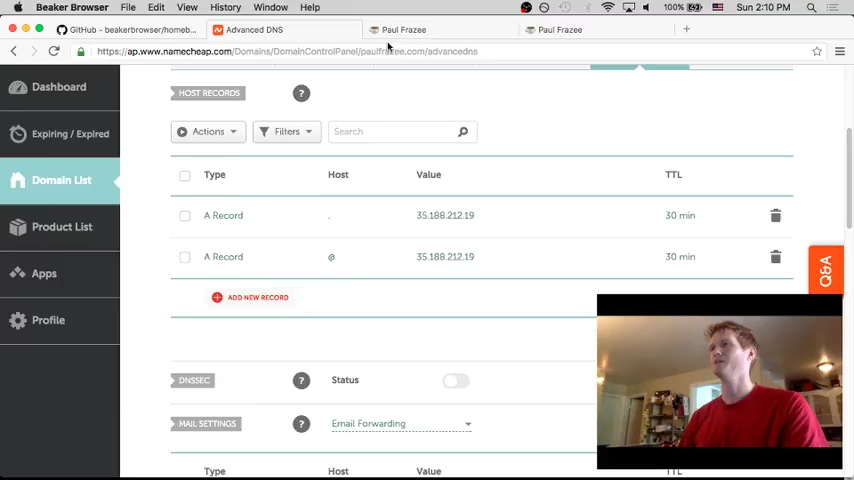 Beaker Browser File Edit View History Window Help 100% Sun 2:10 PM
GitHub - beakerbrowser/homeb Advanced DNS Paul Frazee Paul Frazee
https://ap.www.namecheap.com/Domains/DomainControlPanel/paulfrazee.com/advancedns
Dashboard
Expiring / Expired
Domain List
Product List
Apps
Profile
HOST RECORDS ?
Actions Filters Search
Type Host Value TTL
A Record . 35.188.212.19 30 min
A Record @ 35.188.212.19 30 min
ADD NEW RECORD
Q&A
DNSSEC ? Status
MAIL SETTINGS ? Email Forwarding
Type Host Value